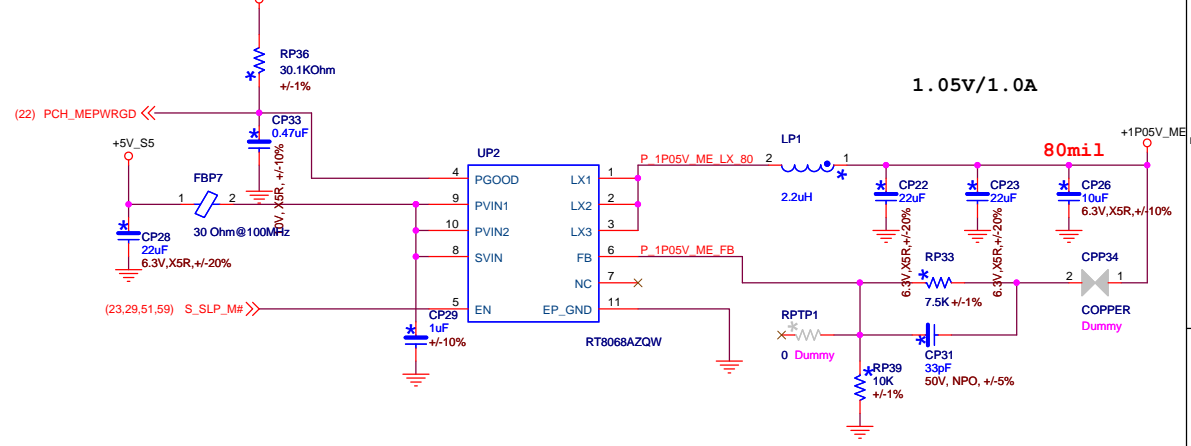 RP36
30.1KOhm
+/-1%
1.05V/1.0A
(22) PCH_MEPWRGD
CP33
0.47uF
10V, X5R, +/-10%
+5V_S5
+1P05V_ME
80mil
FBP7
1 2
30 Ohm@100MHz
CP28
22uF
6.3V,X5R,+/-20%
UP2
4 PGOOD LX1 1
9 PVIN1 LX2 2
10 PVIN2 LX3 3
8 SVIN FB 6
NC 7
5 EN EP_GND 11
RT8068AZQW
P_1P05V_ME_LX_80
P_1P05V_ME_FB
LP1
2 1
2.2uH
CP22
22uF
6.3V,X5R,+/-20%
CP23
22uF
6.3V,X5R,+/-20%
CP26
10uF
6.3V,X5R,+/-10%
(23,29,51,59) S_SLP_M#
CP29
1uF
+/-10%
RP33
7.5K +/-1%
CPP34
2 1
COPPER
Dummy
RPTP1
0 Dummy
CP31
33pF
50V, NPO, +/-5%
RP39
10K
+/-1%